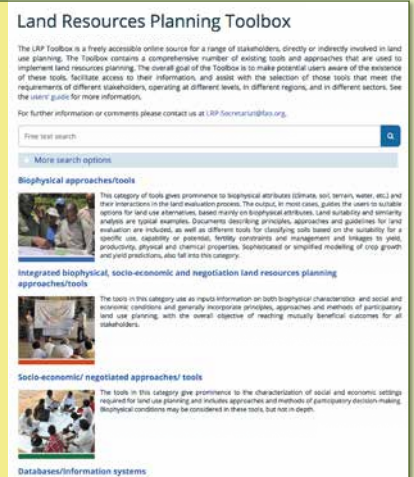 Land Resources Planning Toolbox
The LRP Toolbox is a freely accessible online source for a range of stakeholders, directly or indirectly involved in land
use planning. The Toolbox contains a comprehensive number of existing tools and approaches that are used to
implement land resources planning. The overall goal of the Toolbox is to make potential users aware of the existence
of these tools, facilitate access to their information, and assist with the selection of those tools that meet the
requirements of different stakeholders, operating at different levels, in different regions, and in different sectors. See
the users' guide for more information.
For further information or comments please contact us at LRP-Secretariat@fao.org.
Free text search
More search options
Biophysical approaches/tools
This category of tools gives prominence to biophysical attributes (climate, soil, terrain, water, etc.) and
their interactions in the land evaluation process. The output, in most cases, guides the users to suitable
options for land use alternatives, based mainly on biophysical attributes. Land suitability and similarity
analysis are typical examples. Documents describing principles, approaches and guidelines for land
evaluation are included, as well as different tools for classifying soils based on the suitability for a
specific use, capability or potential, fertility constraints and management and linkages to yield,
productivity, physical and chemical properties. Sophisticated or simplified modelling of crop growth
and yield predictions, also fall into this category.
Integrated biophysical, socio-economic and negotiation land resources planning
approaches/tools
The tools in this category use as inputs information on both biophysical characteristics and social and
economic conditions and generally incorporate principles, approaches and methods of participatory
land use planning, with the overall objective of reaching mutually beneficial outcomes for all
stakeholders.
Socio-economic/ negotiated approaches/ tools
The tools in this category give prominence to the characterization of social and economic settings
required for land use planning and includes approaches and methods of participatory decision-making.
Biophysical conditions may be considered in these tools, but not in depth.
Databases/Information systems